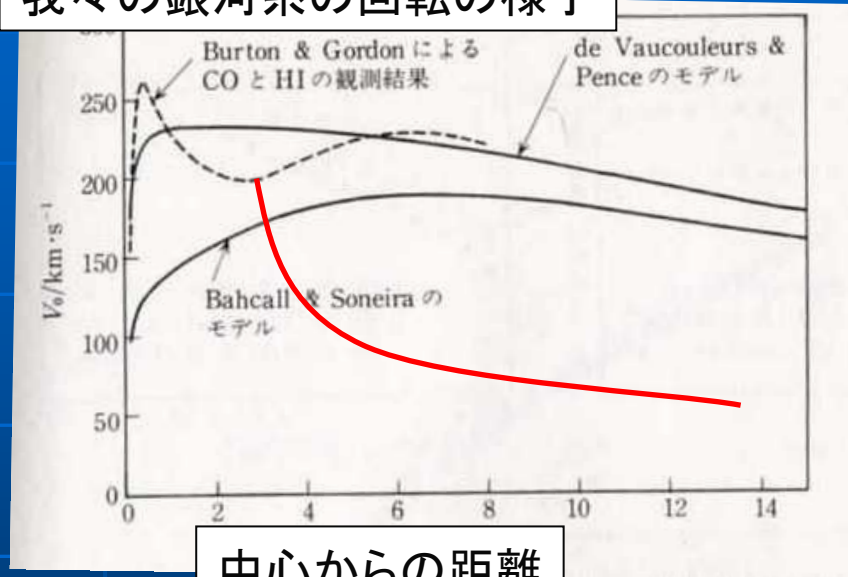 我々の銀河系の回転の様子
Burton & Gordon による
CO と HI の観測結果
de Vaucouleurs &
Pence のモデル
250
200
V₀/km·s⁻¹
150
Bahcall & Soneira の
モデル
100
50
0
0 2 4 6 8 10 12 14
中心からの距離